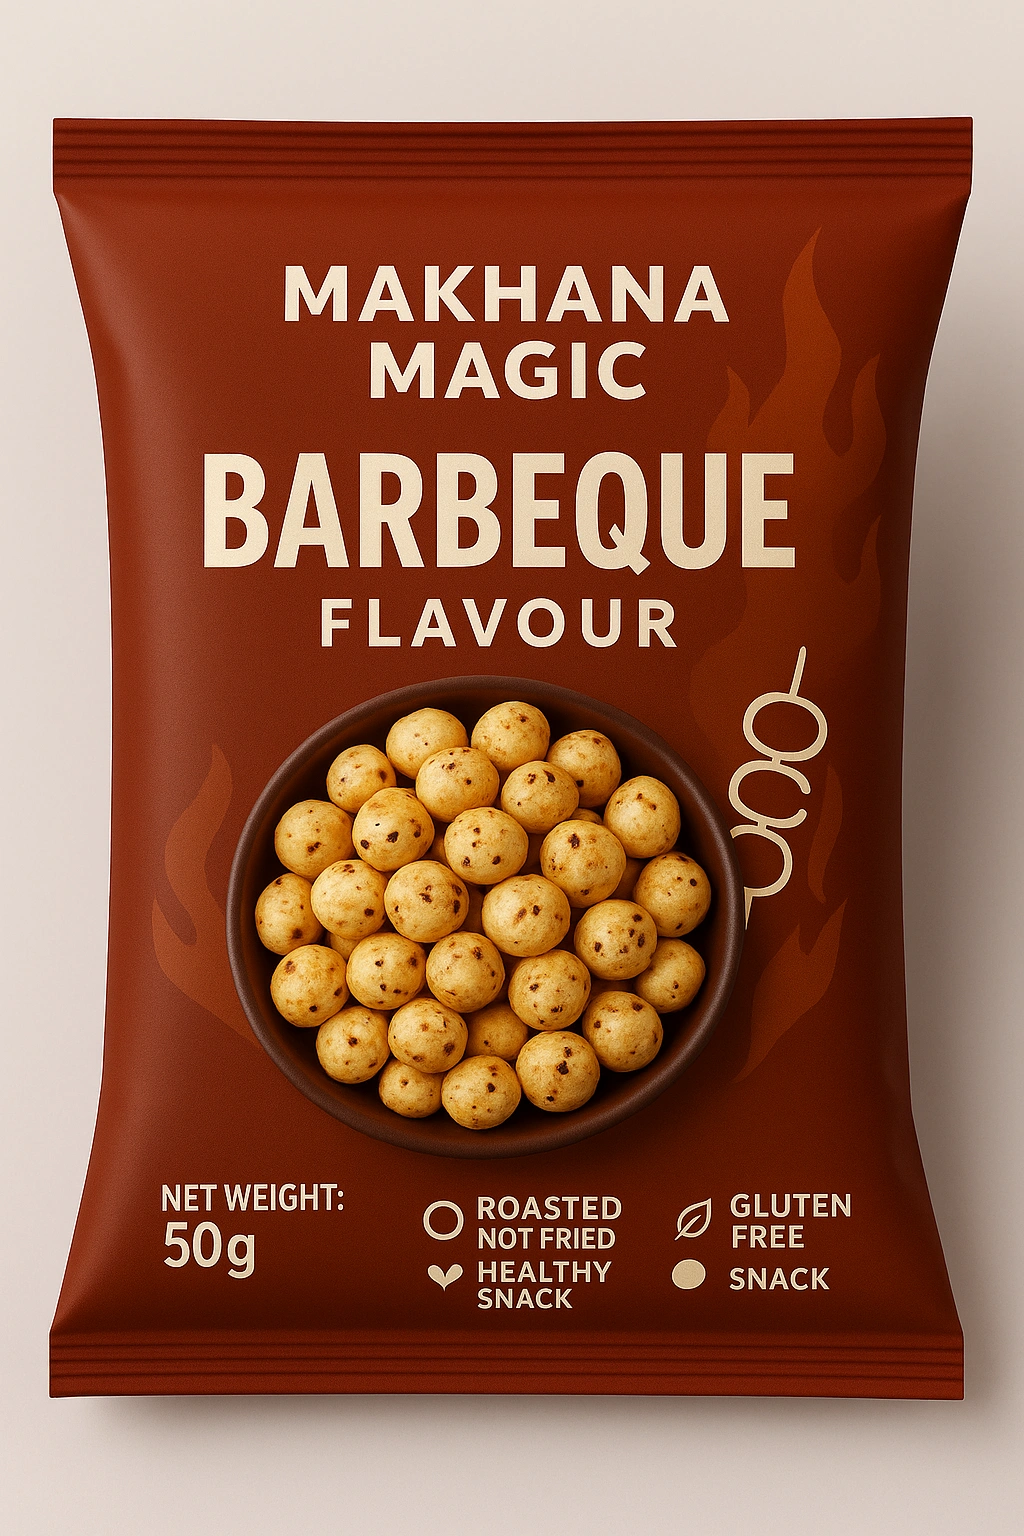 MAKHANA
MAGIC
BARBEQUE
FLAVOUR
NET WEIGHT:
50g
ROASTED
NOT FRIED
HEALTHY
SNACK
GLUTEN
FREE
SNACK